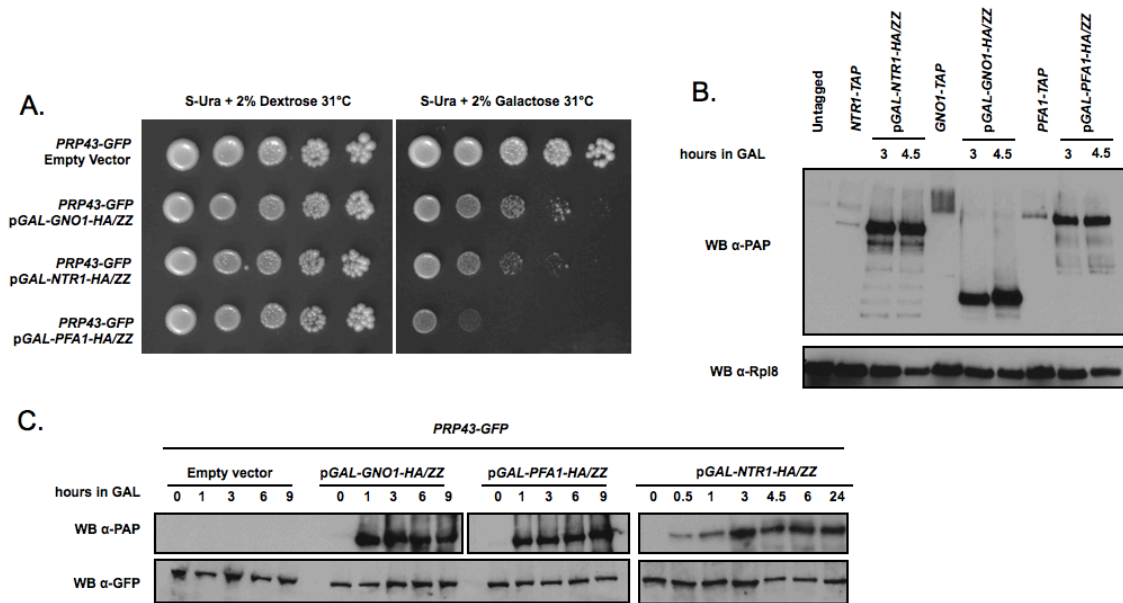 A.
S-Ura + 2% Dextrose 31°C
S-Ura + 2% Galactose 31°C
PRP43-GFP
Empty Vector
PRP43-GFP
pGAL-GNO1-HA/ZZ
PRP43-GFP
pGAL-NTR1-HA/ZZ
PRP43-GFP
pGAL-PFA1-HA/ZZ
B.
Untagged
NTR1-TAP
pGAL-NTR1-HA/ZZ
GNO1-TAP
pGAL-GNO1-HA/ZZ
PFA1-TAP
pGAL-PFA1-HA/ZZ
hours in GAL 3 4.5 3 4.5 3 4.5
WB α-PAP
WB α-Rpl8
C.
PRP43-GFP
Empty vector pGAL-GNO1-HA/ZZ pGAL-PFA1-HA/ZZ pGAL-NTR1-HA/ZZ
hours in GAL 0 1 3 6 9 0 1 3 6 9 0 1 3 6 9 0 0.5 1 3 4.5 6 24
WB α-PAP
WB α-GFP